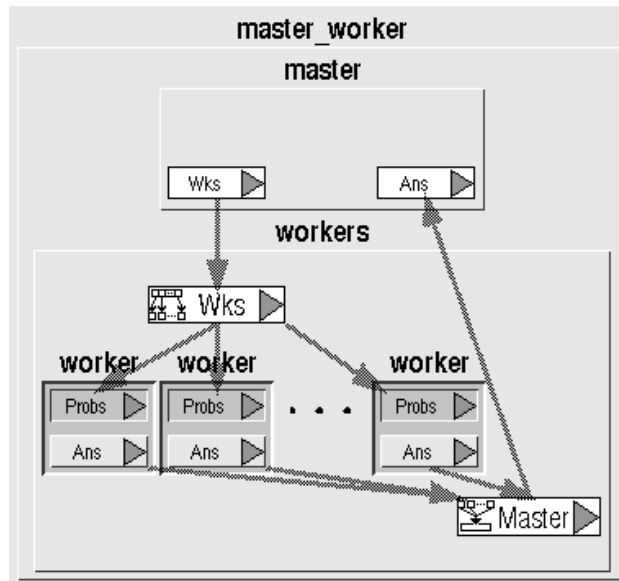 master_worker
master
Wks Ans
workers
Wks
worker worker worker
Probs Probs . . . Probs
Ans Ans Ans
Master